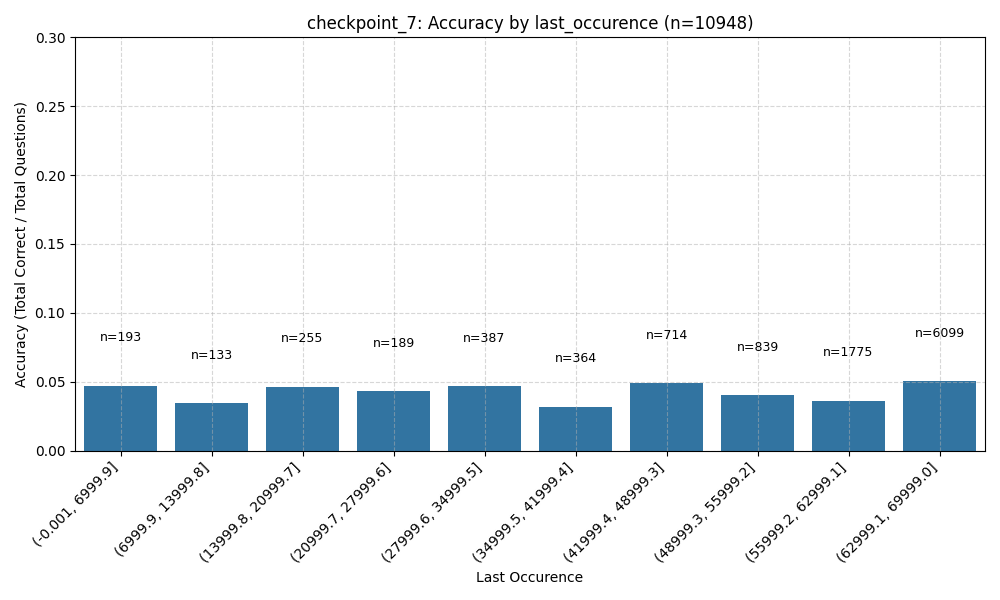 checkpoint_7: Accuracy by last_occurence (n=10948)
Accuracy (Total Correct / Total Questions)
0.30
0.25
0.20
0.15
0.10
0.05
0.00
n=193
n=133
n=255
n=189
n=387
n=364
n=714
n=839
n=1775
n=6099
(-0.001, 6999.9]
(6999.9, 13999.8]
(13999.8, 20999.7]
(20999.7, 27999.6]
(27999.6, 34999.5]
(34999.5, 41999.4]
(41999.4, 48999.3]
(48999.3, 55999.2]
(55999.2, 62999.1]
(62999.1, 69999.0]
Last Occurence